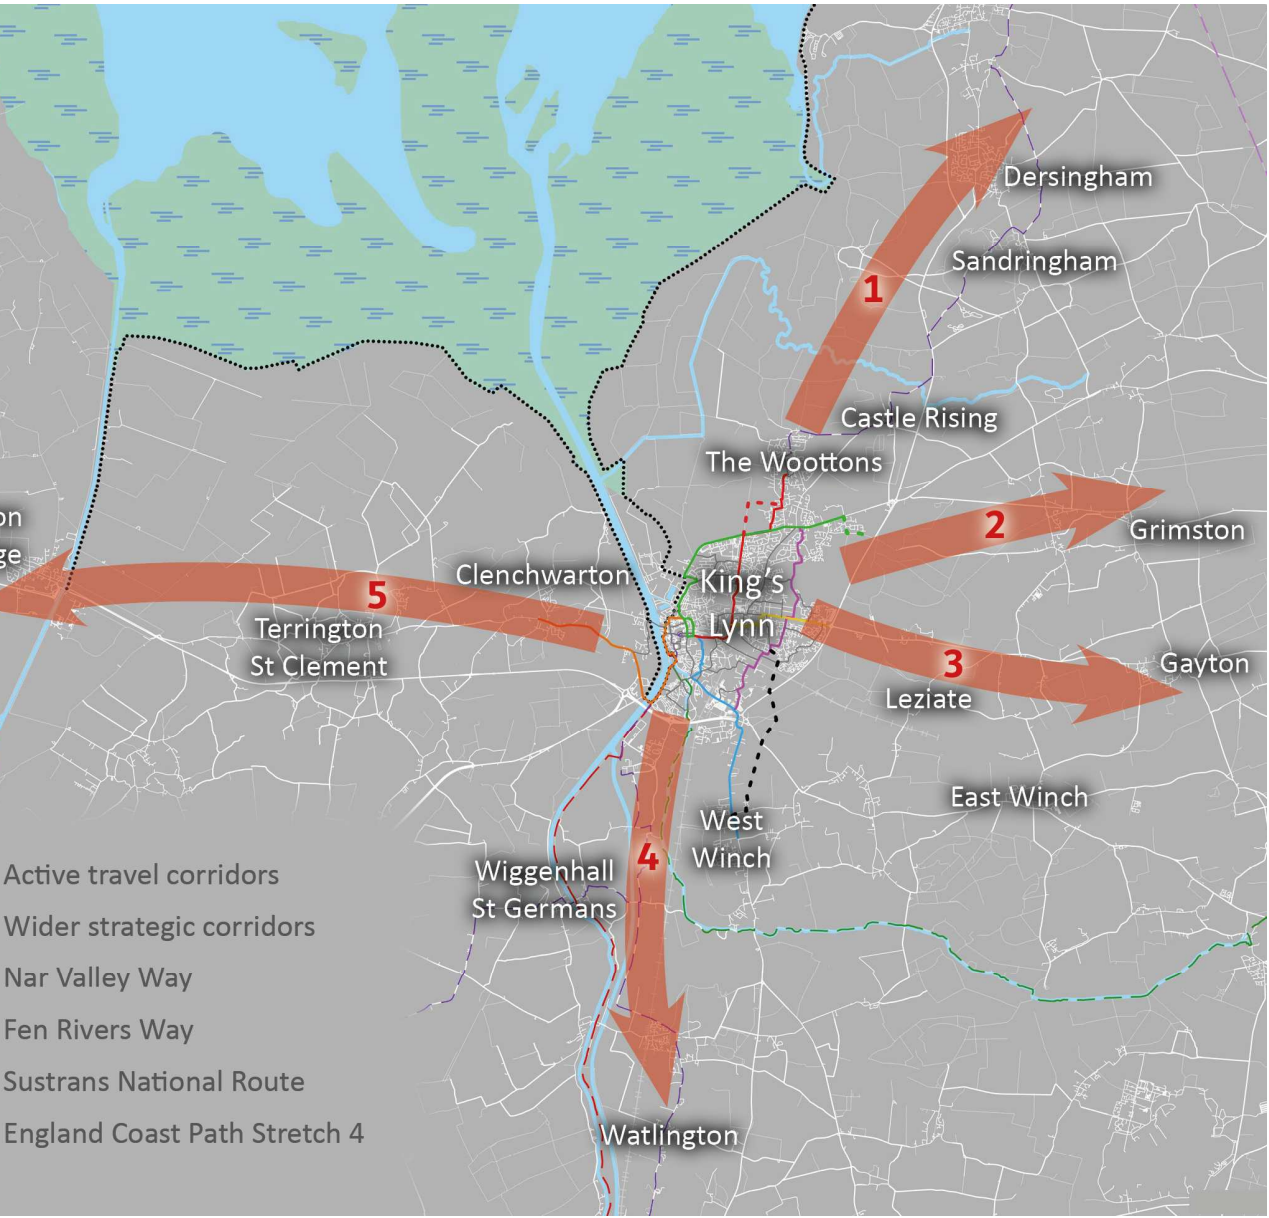 Dersingham
Sandringham
1
Castle Rising
The Woottons
2
Grimston
on
ge
Clenchwarton
King's
Lynn
5
Terrington
St Clement
3
Gayton
Leziate
East Winch
West
Winch
4
Wiggenhall
St Germans
Active travel corridors
Wider strategic corridors
Nar Valley Way
Fen Rivers Way
Sustrans National Route
England Coast Path Stretch 4
Watlington